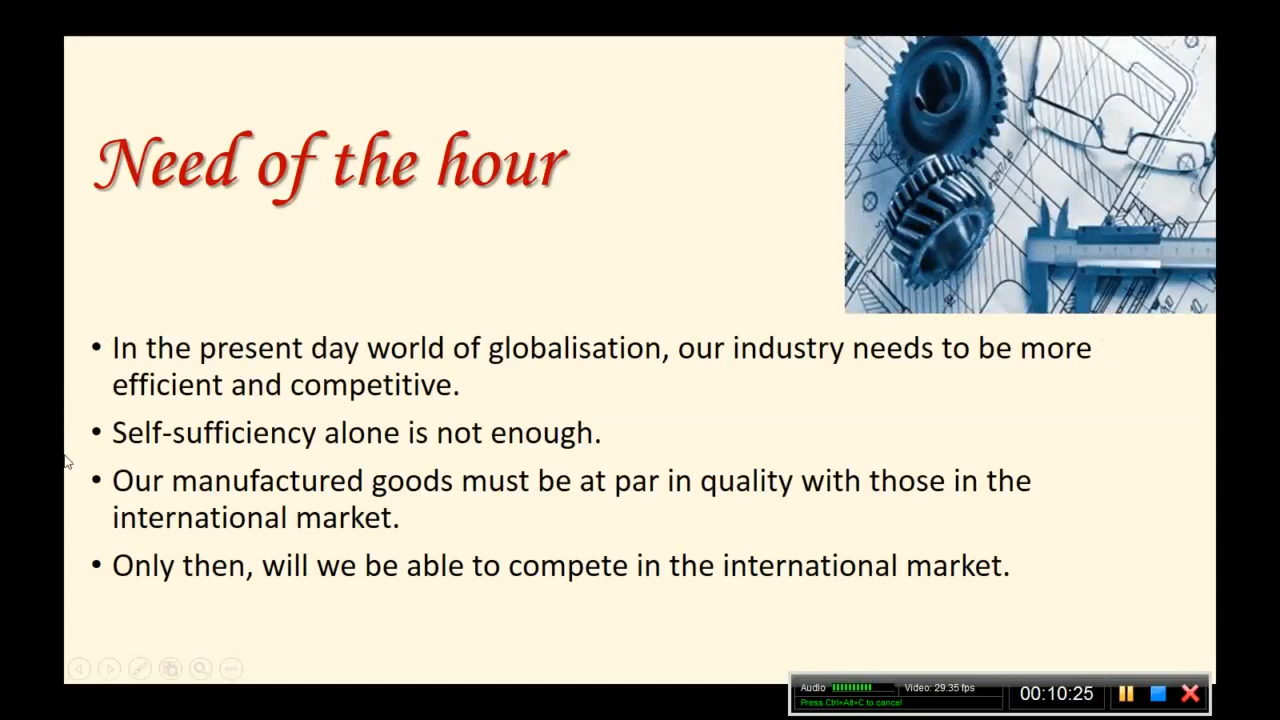 Need of the hour
• In the present day world of globalisation, our industry needs to be more
efficient and competitive.
• Self-sufficiency alone is not enough.
• Our manufactured goods must be at par in quality with those in the
international market.
• Only then, will we be able to compete in the international market.
Audio Video: 29.35 fps
Press Ctrl+Alt+C to cancel
00:10:25